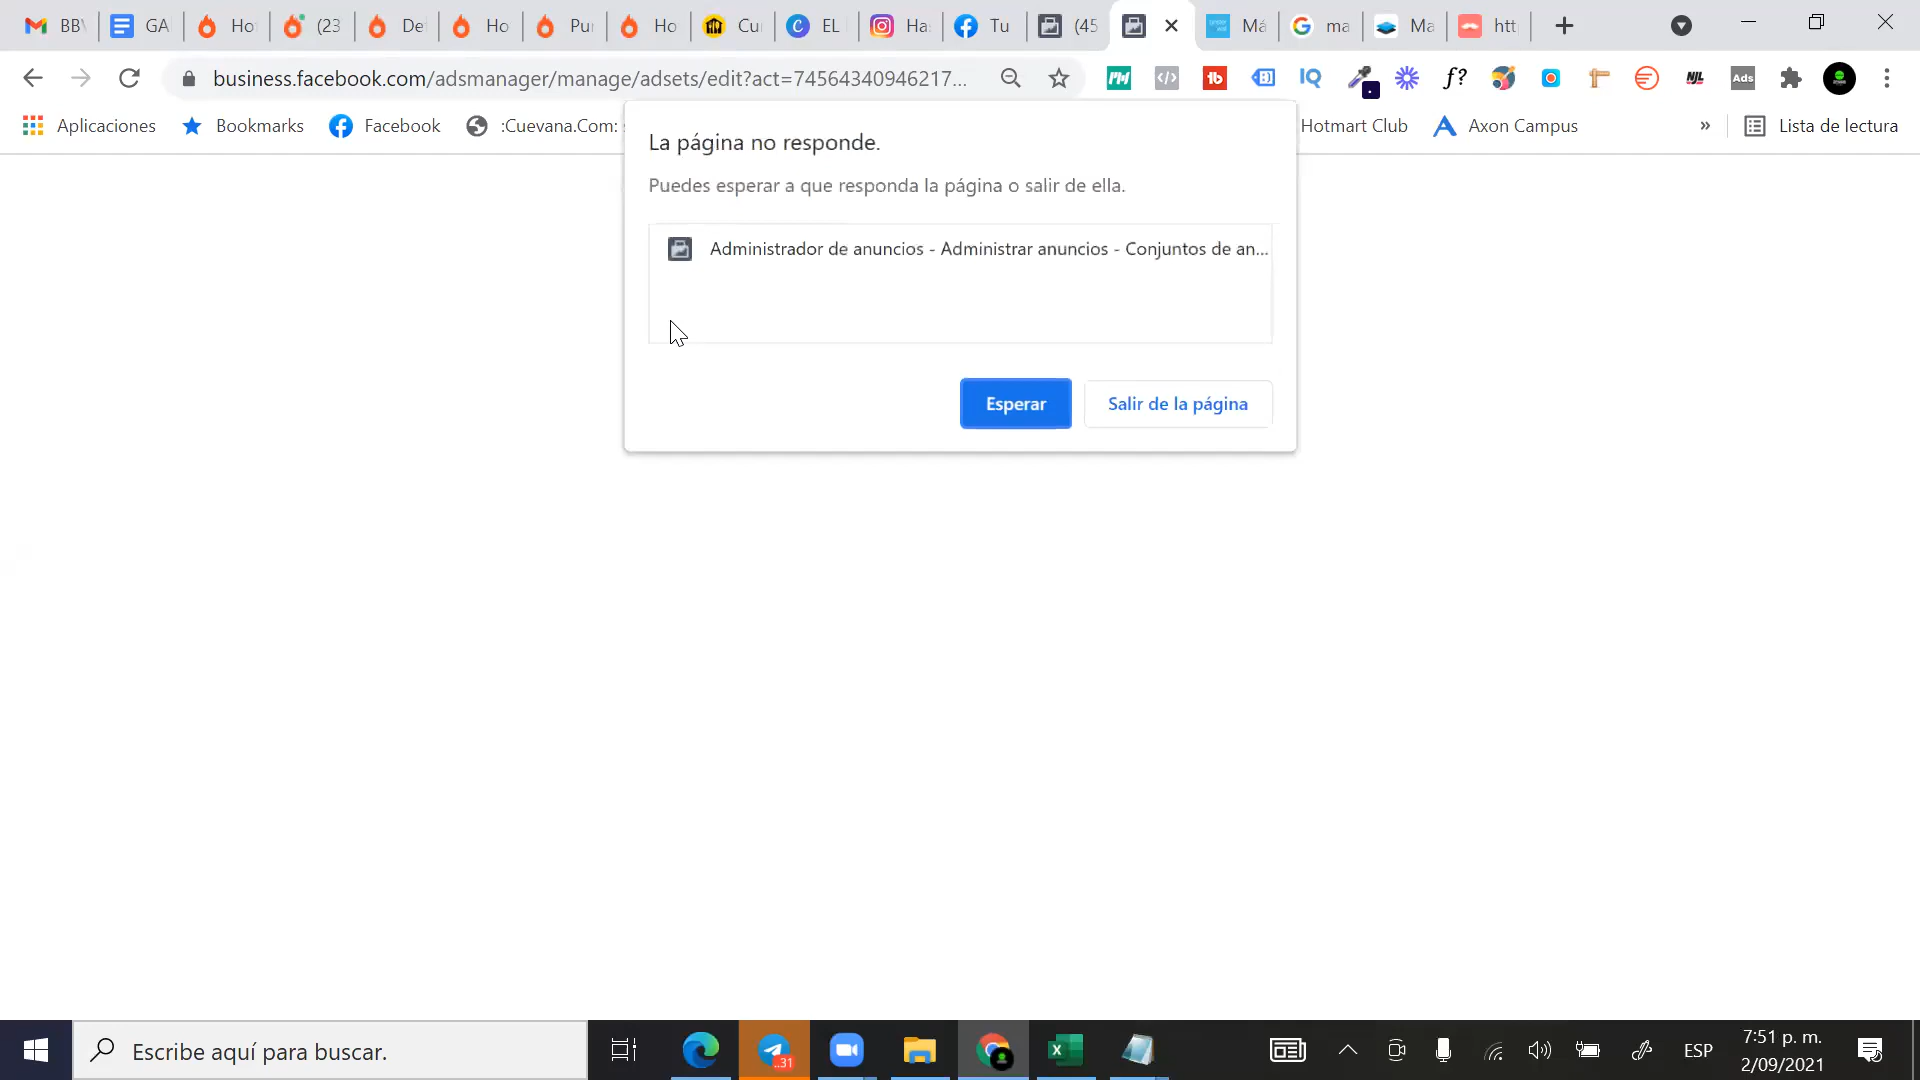 BB GA Ho (23 De Ho Pu Ho Cu EL Ha Tu (45 Má ma Ma htt
business.facebook.com/adsmanager/manage/adsets/edit?act=74564340946217...
Aplicaciones Bookmarks Facebook :Cuevana.Com: Hotmart Club Axon Campus » Lista de lectura
La página no responde.
Puedes esperar a que responda la página o salir de ella.
Administrador de anuncios - Administrar anuncios - Conjuntos de an...
Esperar Salir de la página
Escribe aquí para buscar.
..31
ESP
7:51 p. m.
2/09/2021